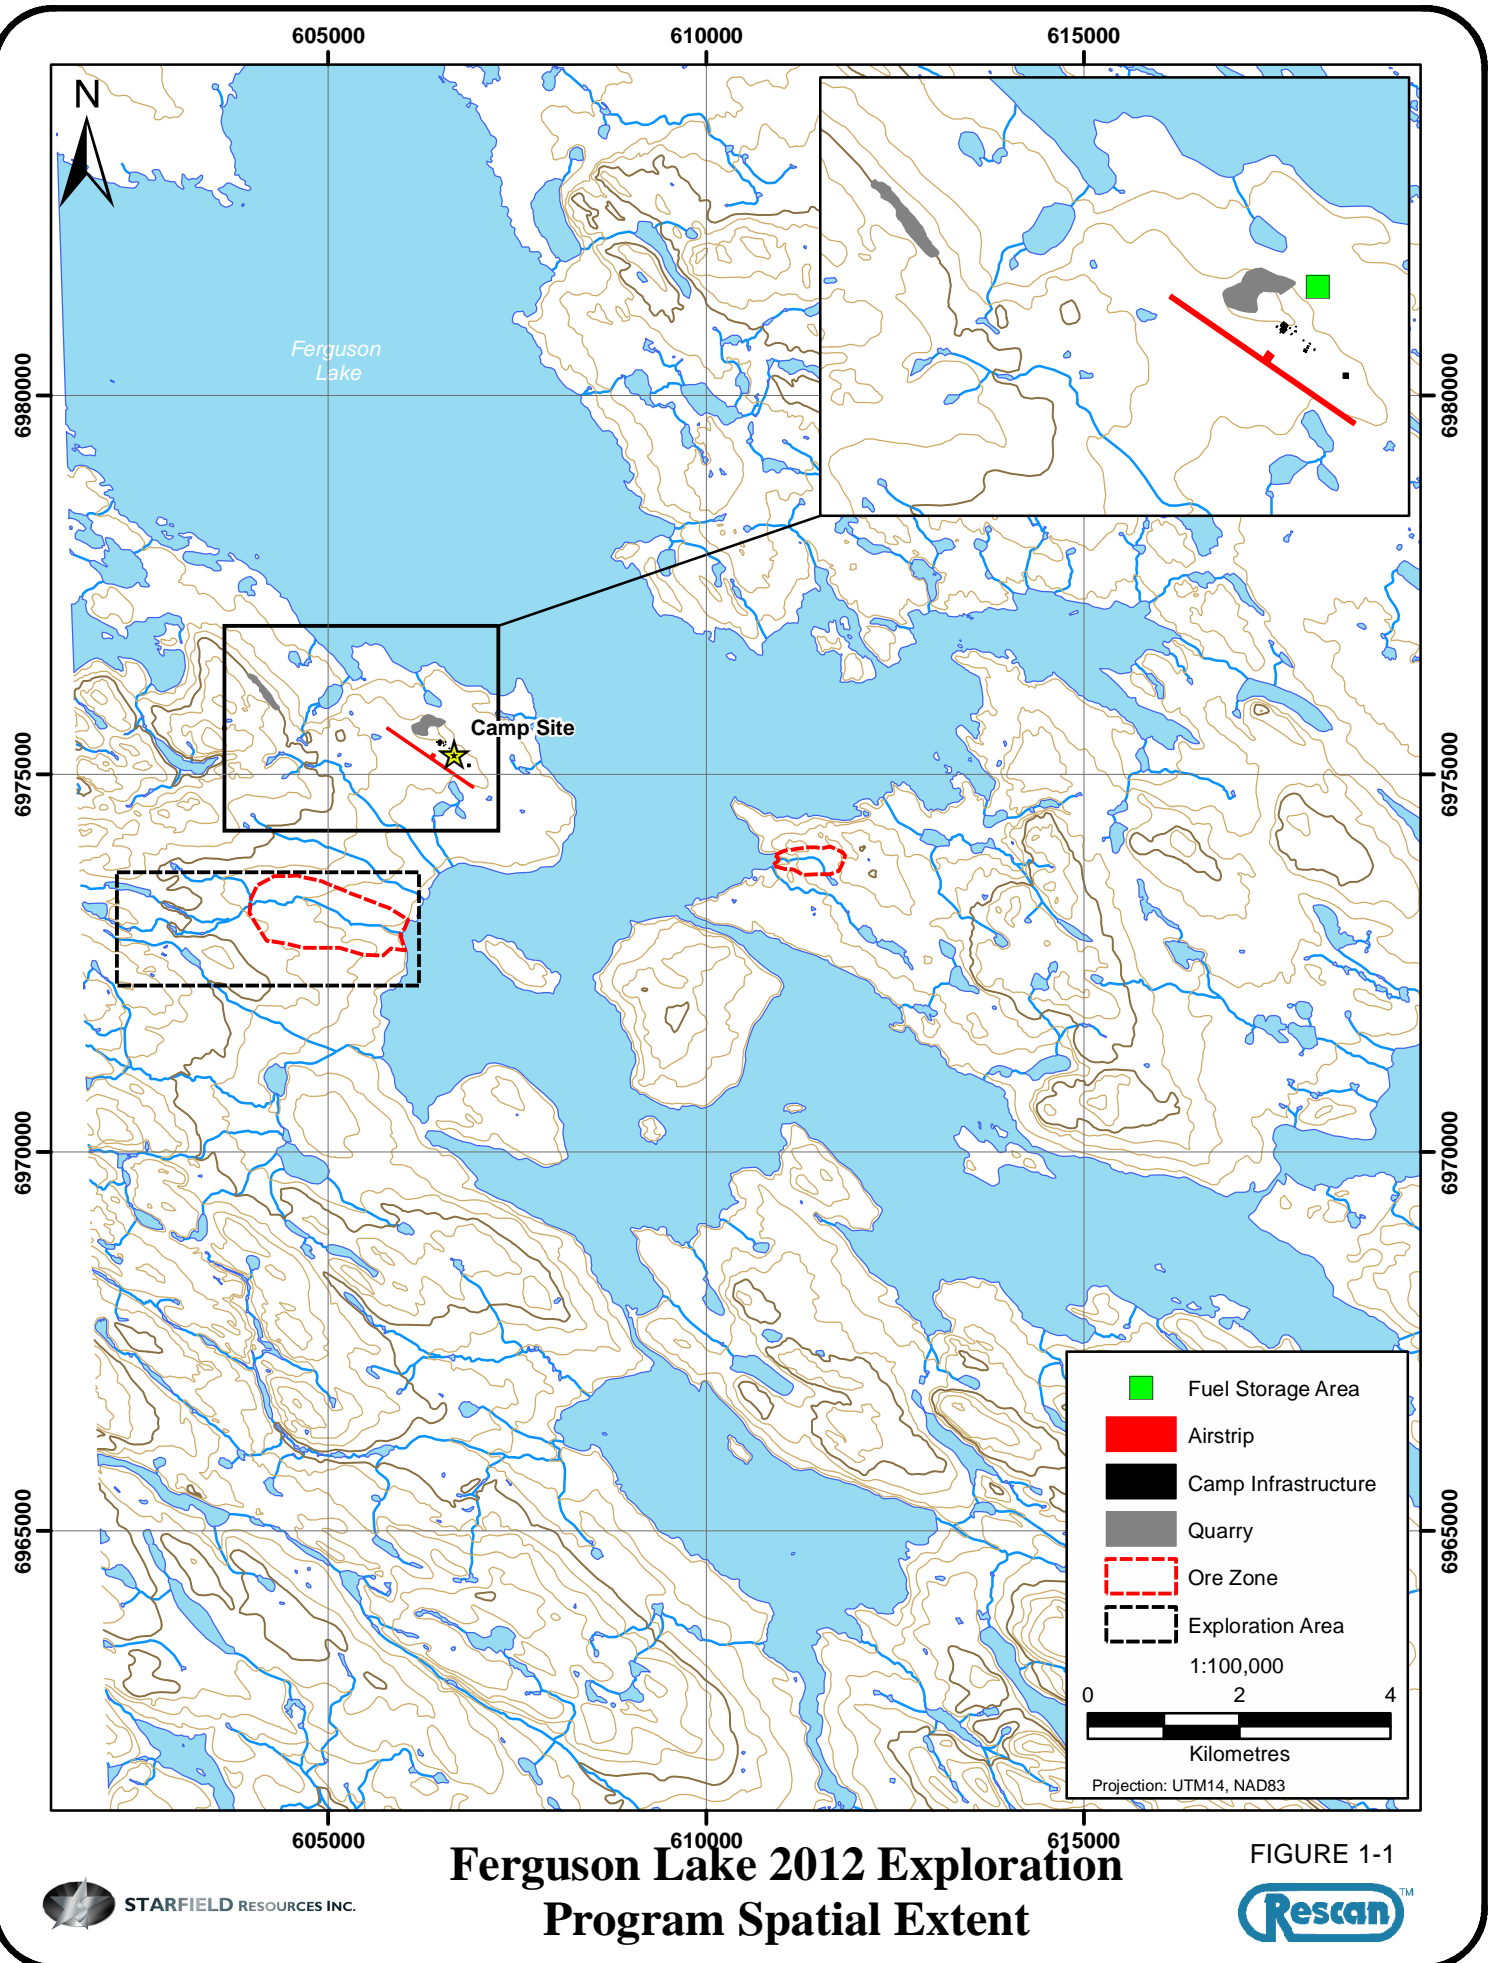 605000
610000
615000
N
Ferguson
Lake
6980000
6980000
Camp Site
6975000
6975000
6970000
6970000
6965000
6965000
Fuel Storage Area
Airstrip
Camp Infrastructure
Quarry
Ore Zone
Exploration Area
1:100,000
0
2
4
Kilometres
Projection: UTM14, NAD83
605000
610000
615000
Ferguson Lake 2012 Exploration
Program Spatial Extent
FIGURE 1-1
STARFIELD RESOURCES INC.
Rescan™